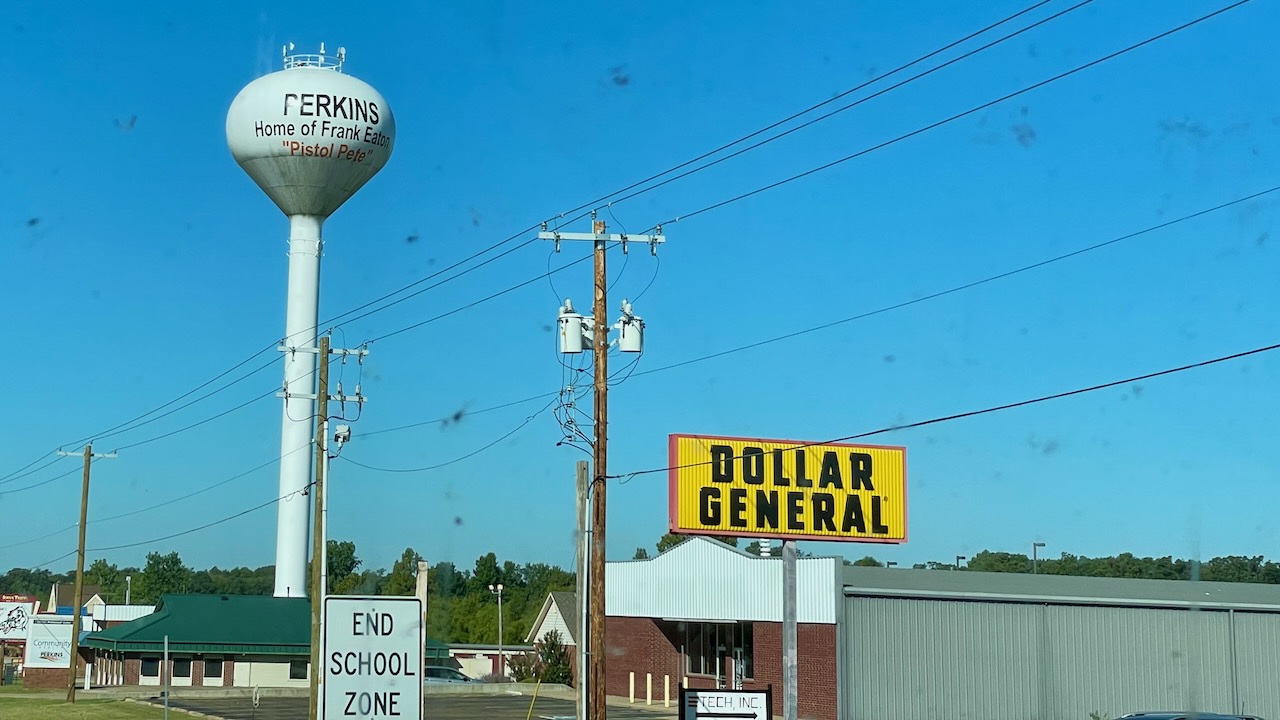 PERKINS
Home of Frank Eaton
"Pistol Pete"
DOLLAR
GENERAL
END
SCHOOL
ZONE
Community
PERKINS
TECH, INC.